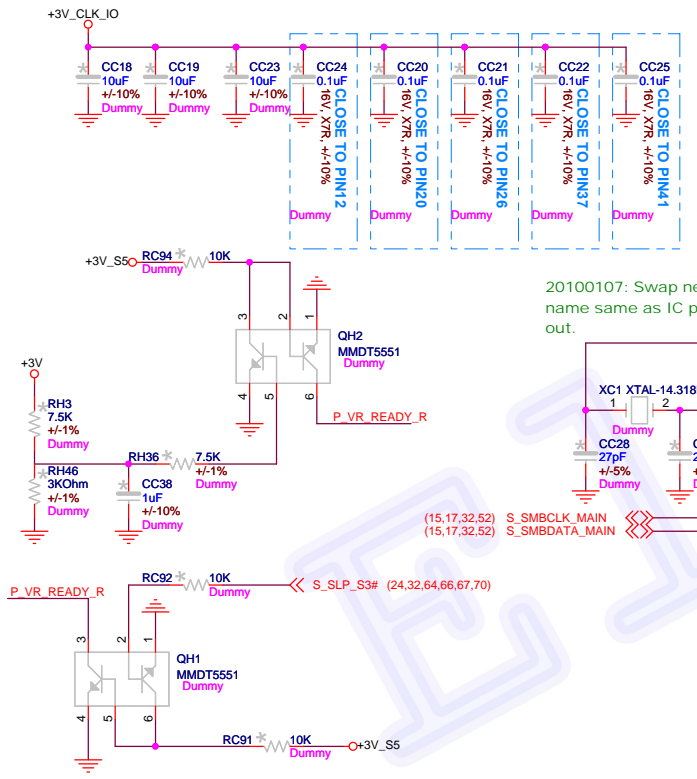 +3V_CLK_IO
CC18
10uF
+/-10%
Dummy
CC19
10uF
+/-10%
Dummy
CC23
10uF
+/-10%
Dummy
CC24
0.1uF
16V, X7R, +/-10%
CLOSE TO PIN12
Dummy
CC20
0.1uF
16V, X7R, +/-10%
CLOSE TO PIN20
Dummy
CC21
0.1uF
16V, X7R, +/-10%
CLOSE TO PIN26
Dummy
CC22
0.1uF
16V, X7R, +/-10%
CLOSE TO PIN37
Dummy
CC25
0.1uF
16V, X7R, +/-10%
CLOSE TO PIN41
Dummy
+3V_S5
RC94
10K
Dummy
3
2
1
QH2
MMDT5551
Dummy
4
5
6
P_VR_READY_R
20100107: Swap ne
name same as IC p
out.
+3V
RH3
7.5K
+/-1%
Dummy
RH46
3KOhm
+/-1%
Dummy
RH36
7.5K
+/-1%
Dummy
CC38
1uF
+/-10%
Dummy
XC1
XTAL-14.318
1
2
Dummy
CC28
27pF
+/-5%
Dummy
(15,17,32,52) S_SMBCLK_MAIN
(15,17,32,52) S_SMBDATA_MAIN
RC92
10K
Dummy
S_SLP_S3# (24,32,64,66,67,70)
P_VR_READY_R
3
2
1
QH1
MMDT5551
Dummy
4
5
6
RC91
10K
Dummy
+3V_S5